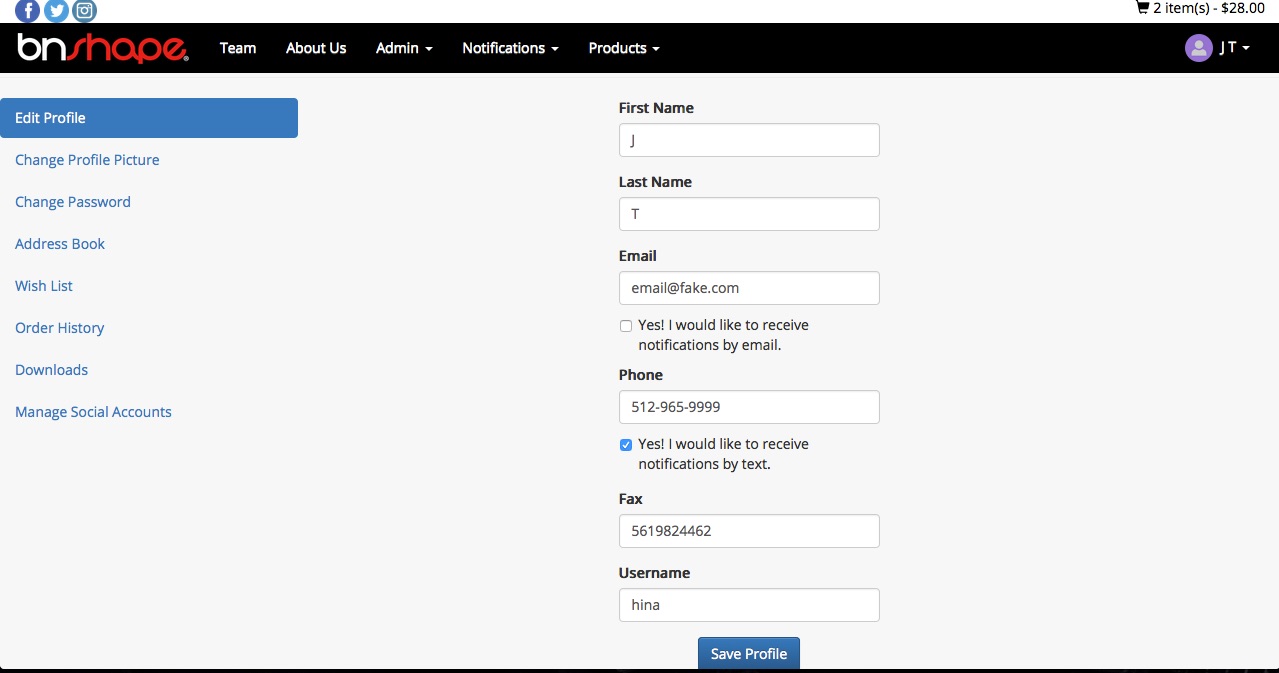 2 item(s) - $28.00
bnshape
Team About Us Admin Notifications Products J T
Edit Profile
Change Profile Picture
Change Password
Address Book
Wish List
Order History
Downloads
Manage Social Accounts
First Name
J
Last Name
T
Email
email@fake.com
Yes! I would like to receive
notifications by email.
Phone
512-965-9999
Yes! I would like to receive
notifications by text.
Fax
5619824462
Username
hina
Save Profile